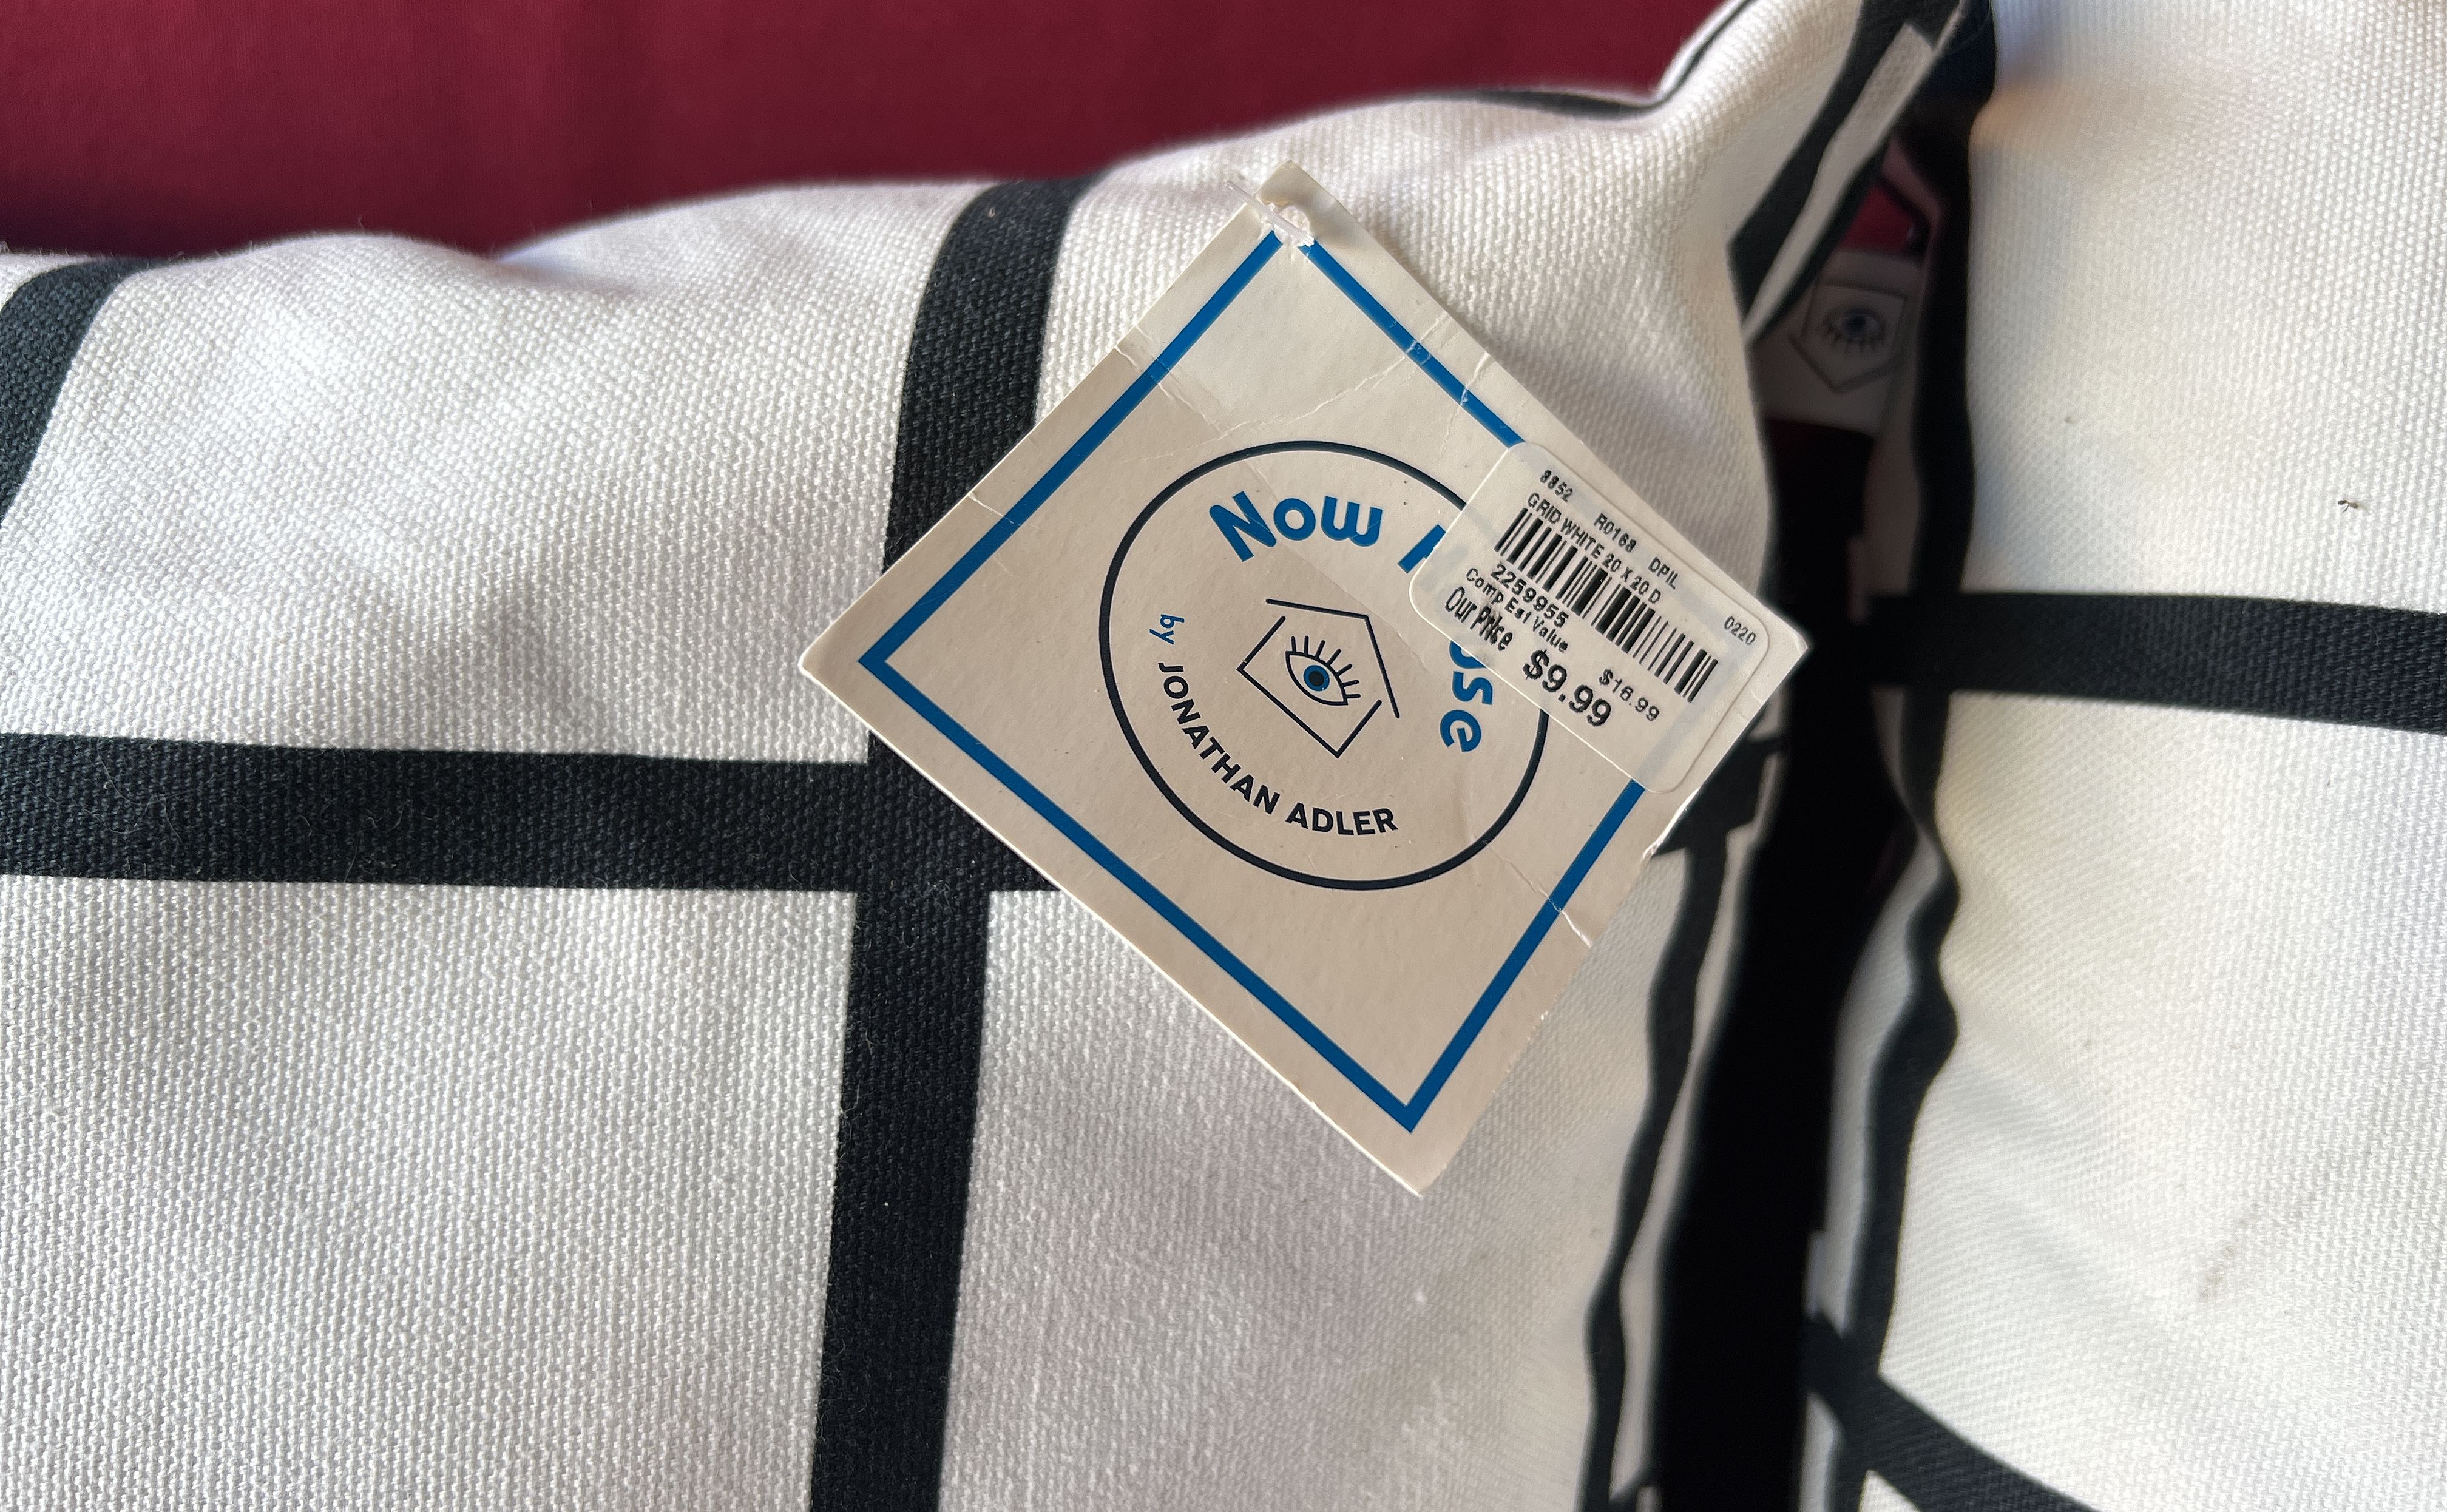 Now
by JONATHAN ADLER
8852 R0168 DPIL
GRID WHITE 20 X 20 D
2259955 0220
Comp Est Value $16.99
Our Price $9.99